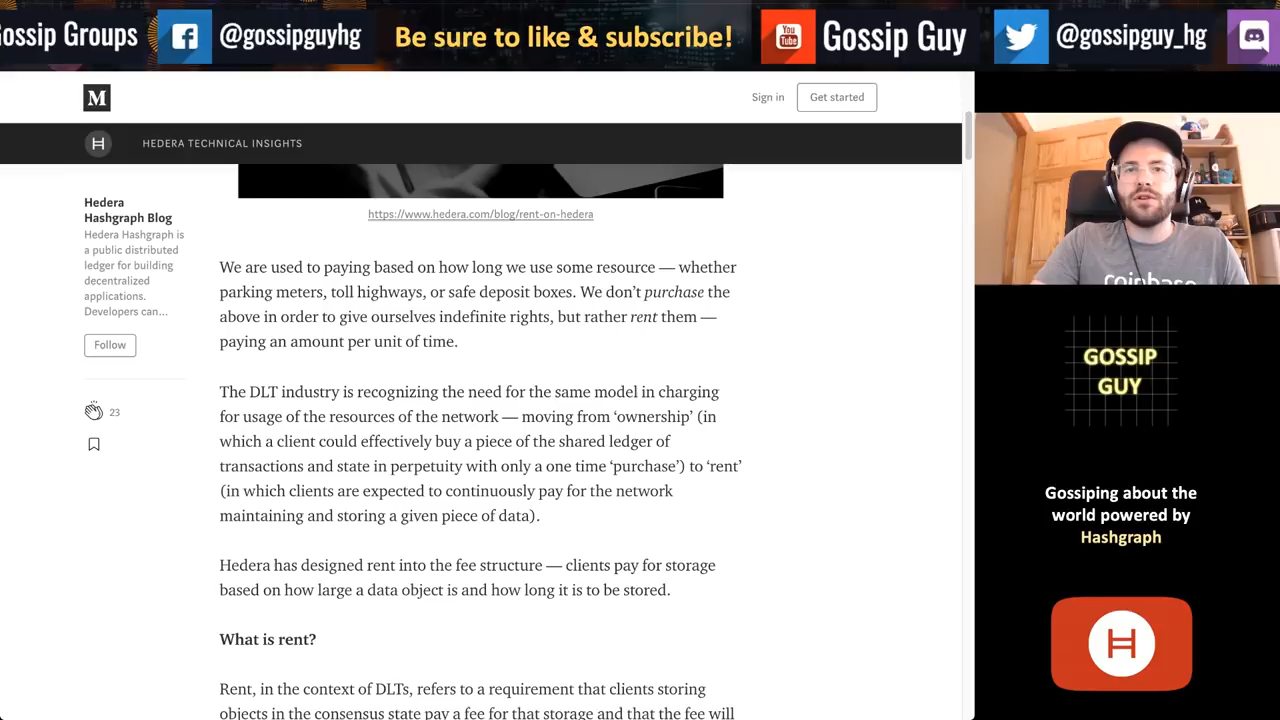 Gossip Groups
@gossipguyhg
Be sure to like & subscribe!
You
Tube
Gossip Guy
@gossipguy_hg
M
Sign in
Get started
H
HEDERA TECHNICAL INSIGHTS
Hedera
Hashgraph Blog
Hedera Hashgraph is
a public distributed
ledger for building
decentralized
applications.
Developers can...
Follow
23
https://www.hedera.com/blog/rent-on-hedera
We are used to paying based on how long we use some resource — whether
parking meters, toll highways, or safe deposit boxes. We don’t purchase the
above in order to give ourselves indefinite rights, but rather rent them —
paying an amount per unit of time.
The DLT industry is recognizing the need for the same model in charging
for usage of the resources of the network — moving from ‘ownership’ (in
which a client could effectively buy a piece of the shared ledger of
transactions and state in perpetuity with only a one time ‘purchase’) to ‘rent’
(in which clients are expected to continuously pay for the network
maintaining and storing a given piece of data).
Hedera has designed rent into the fee structure — clients pay for storage
based on how large a data object is and how long it is to be stored.
What is rent?
Rent, in the context of DLTs, refers to a requirement that clients storing
objects in the consensus state pay a fee for that storage and that the fee will
coinbase
GOSSIP
GUY
Gossiping about the
world powered by
Hashgraph
H